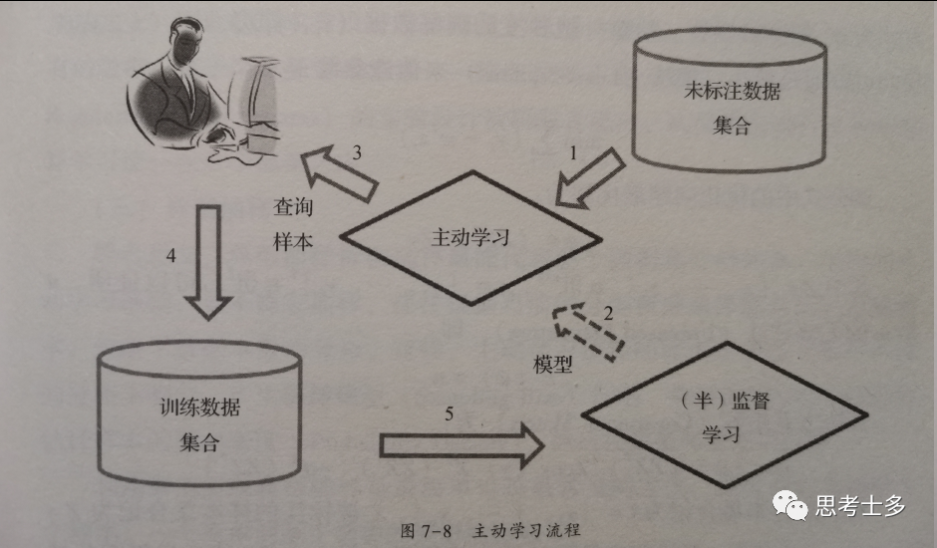 未标注数据
集合
1
3
查询
样本
主动学习
4
2
模型
训练数据
集合
5
（半）监督
学习
图 7-8 主动学习流程
思考士多